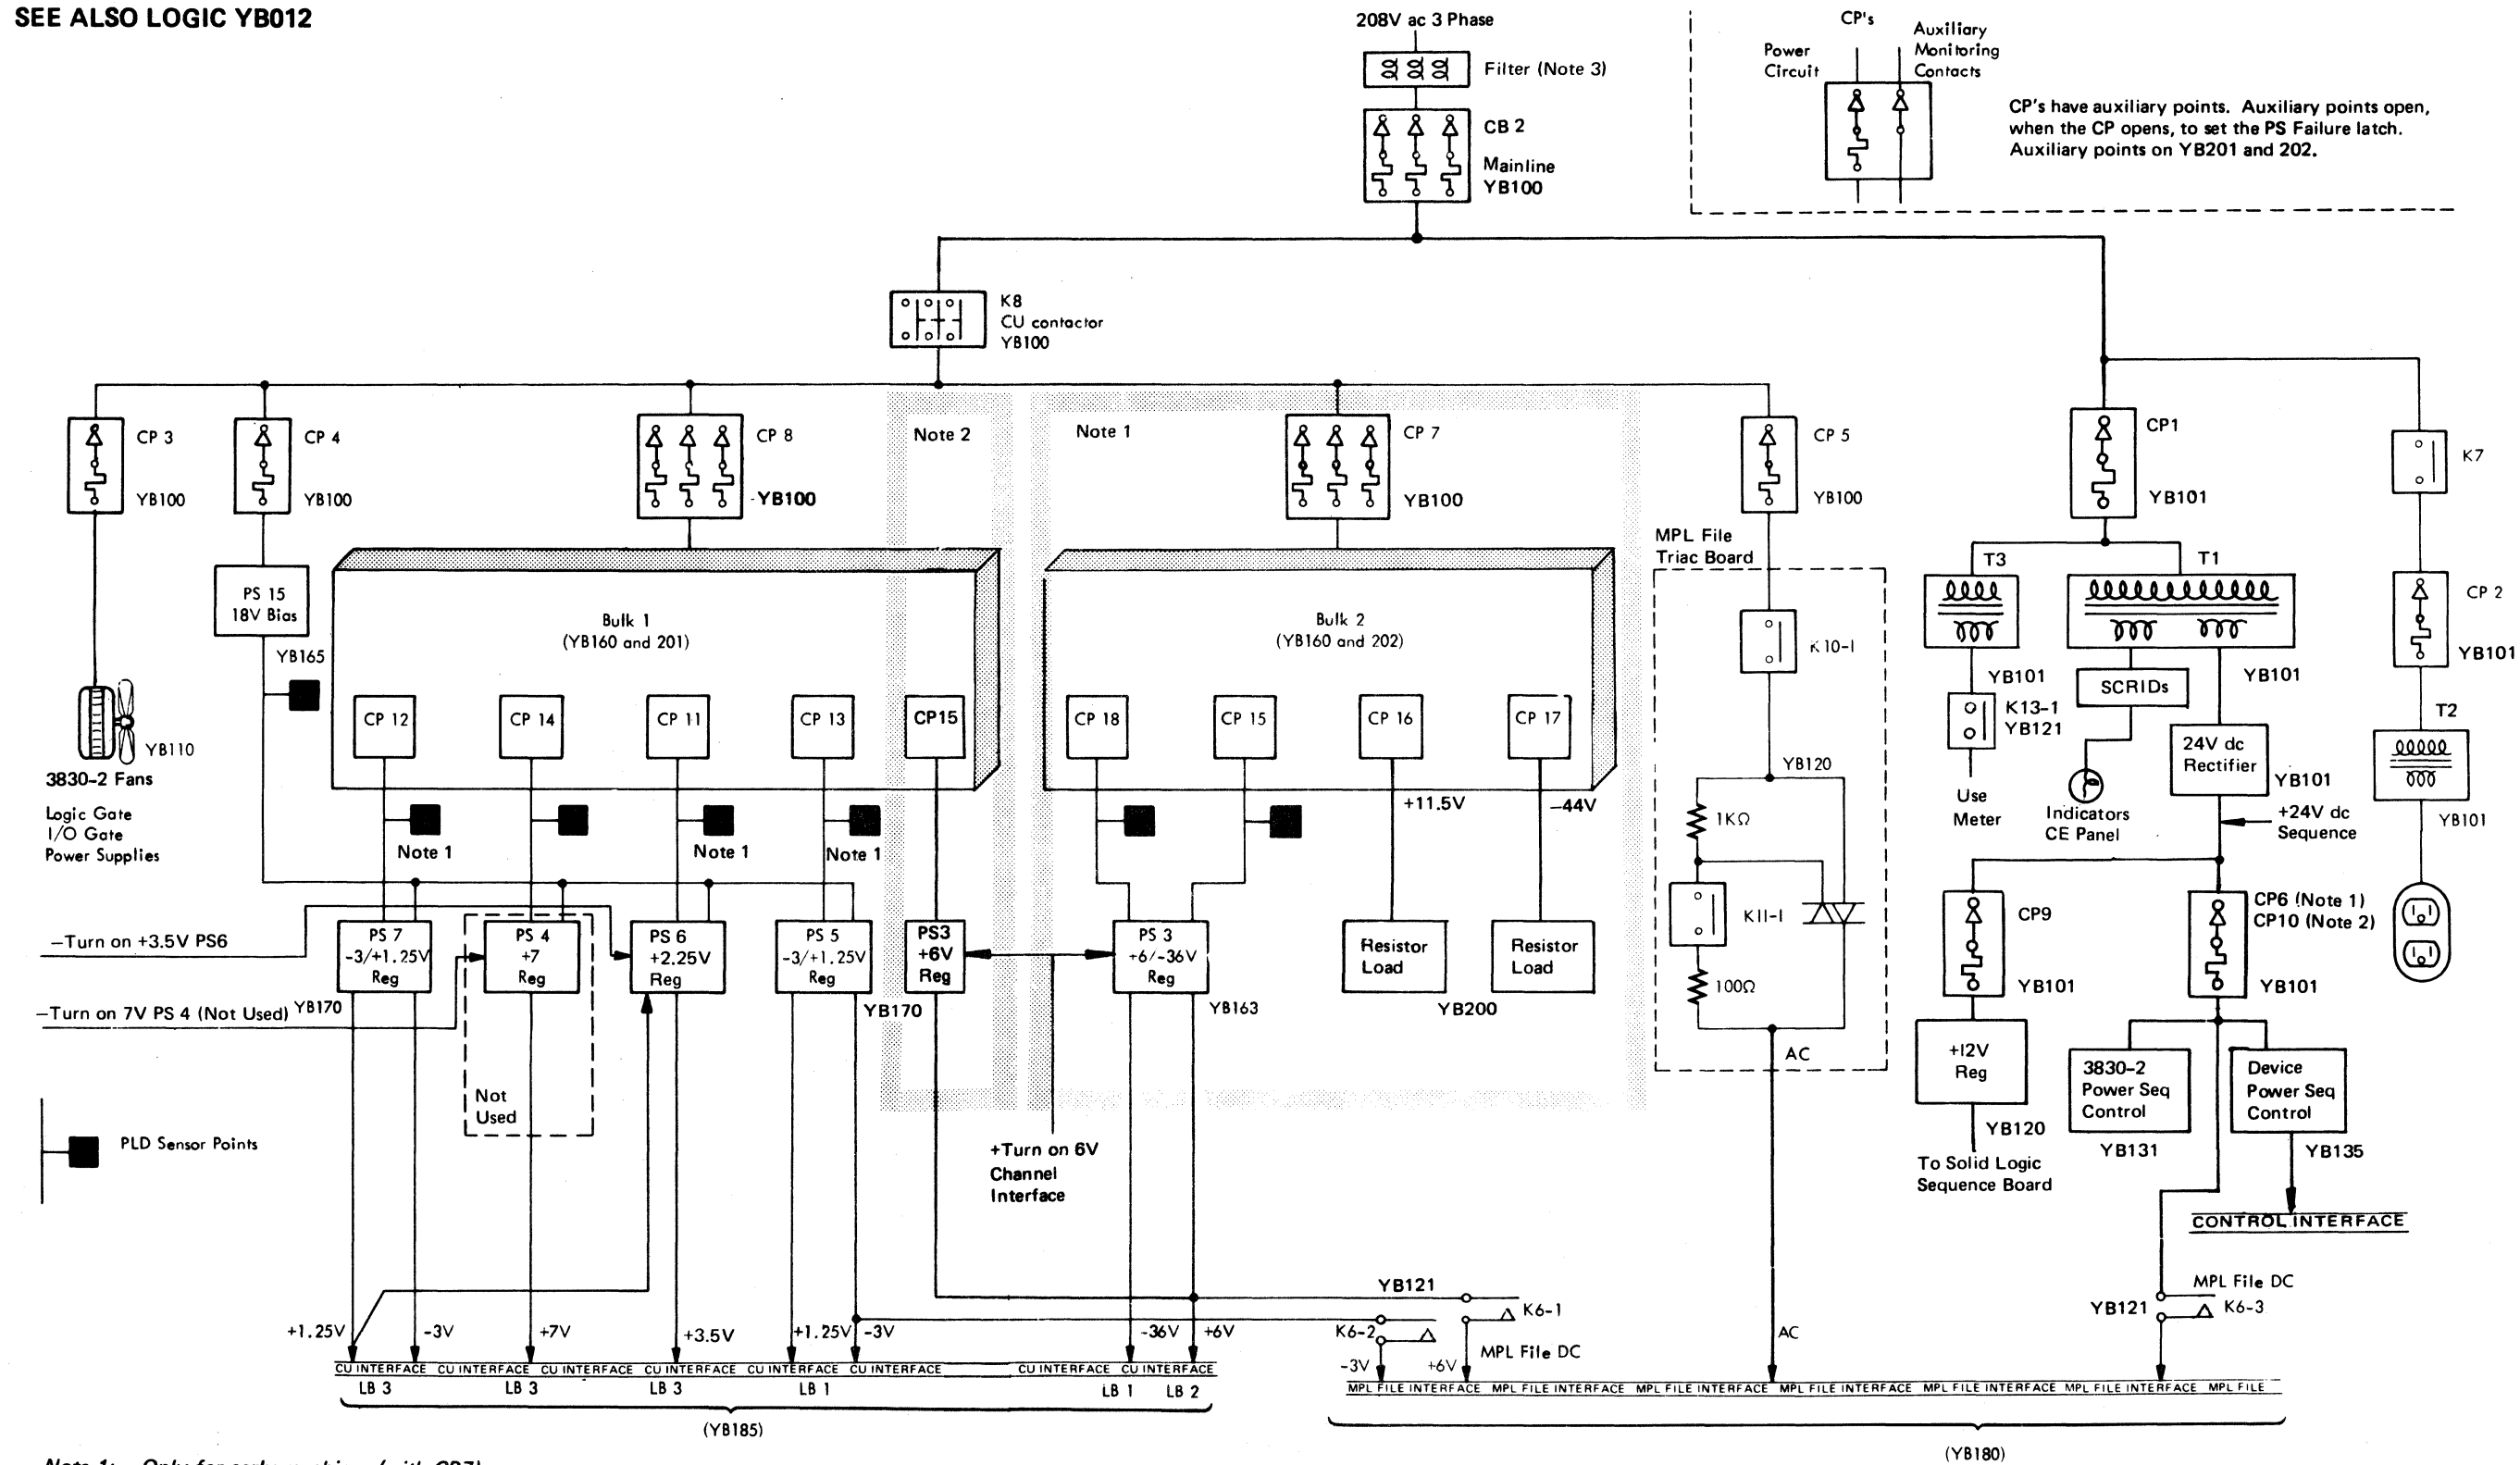 SEE ALSO LOGIC YB012
208V ac 3 Phase
Filter (Note 3)
CB 2
Mainline
YB100
CP's
Power
Circuit
Auxiliary
Monitoring
Contacts
CP's have auxiliary points. Auxiliary points open,
when the CP opens, to set the PS Failure latch.
Auxiliary points on YB201 and 202.
K8
CU contactor
YB100
CP 3
YB100
CP 4
YB100
CP 8
YB100
Note 2
Note 1
CP 7
YB100
CP 5
YB100
CP1
YB101
K7
MPL File
Triac Board
T3
T1
CP 2
YB101
PS 15
18V Bias
YB165
Bulk 1
(YB160 and 201)
Bulk 2
(YB160 and 202)
K10-1
YB101
SCRIDs
YB101
CP 12
CP 14
CP 11
CP 13
CP15
CP 18
CP 15
CP 16
CP 17
K13-1
YB121
T2
YB110
3830-2 Fans
Logic Gate
I/O Gate
Power Supplies
YB120
24V dc
Rectifier
YB101
+11.5V
-44V
Use
Meter
Indicators
CE Panel
+24V dc
Sequence
YB101
1KΩ
Note 1
Note 1
Note 1
K11-1
CP9
YB101
CP6 (Note 1)
CP10 (Note 2)
YB101
-Turn on +3.5V PS6
PS 7
-3/+1.25V
Reg
PS 4
+7
Reg
PS 6
+2.25V
Reg
PS 5
-3/+1.25V
Reg
PS3
+6V
Reg
PS 3
+6/-36V
Reg
Resistor
Load
Resistor
Load
100Ω
-Turn on 7V PS 4 (Not Used)
YB170
YB170
YB163
YB200
AC
+12V
Reg
3830-2
Power Seq
Control
Device
Power Seq
Control
Not
Used
YB120
YB131
YB135
PLD Sensor Points
+Turn on 6V
Channel
Interface
To Solid Logic
Sequence Board
CONTROL INTERFACE
YB121
K6-1
MPL File DC
YB121
K6-3
+1.25V
-3V
+7V
+3.5V
+1.25V
-3V
-36V
+6V
K6-2
AC
MPL File DC
-3V
+6V
CU INTERFACE CU INTERFACE CU INTERFACE CU INTERFACE CU INTERFACE CU INTERFACE CU INTERFACE CU INTERFACE
LB 3
LB 3
LB 3
LB 1
LB 1
LB 2
MPL FILE INTERFACE MPL FILE INTERFACE MPL FILE INTERFACE MPL FILE INTERFACE MPL FILE INTERFACE MPL FILE INTERFACE MPL FILE
(YB185)
(YB180)